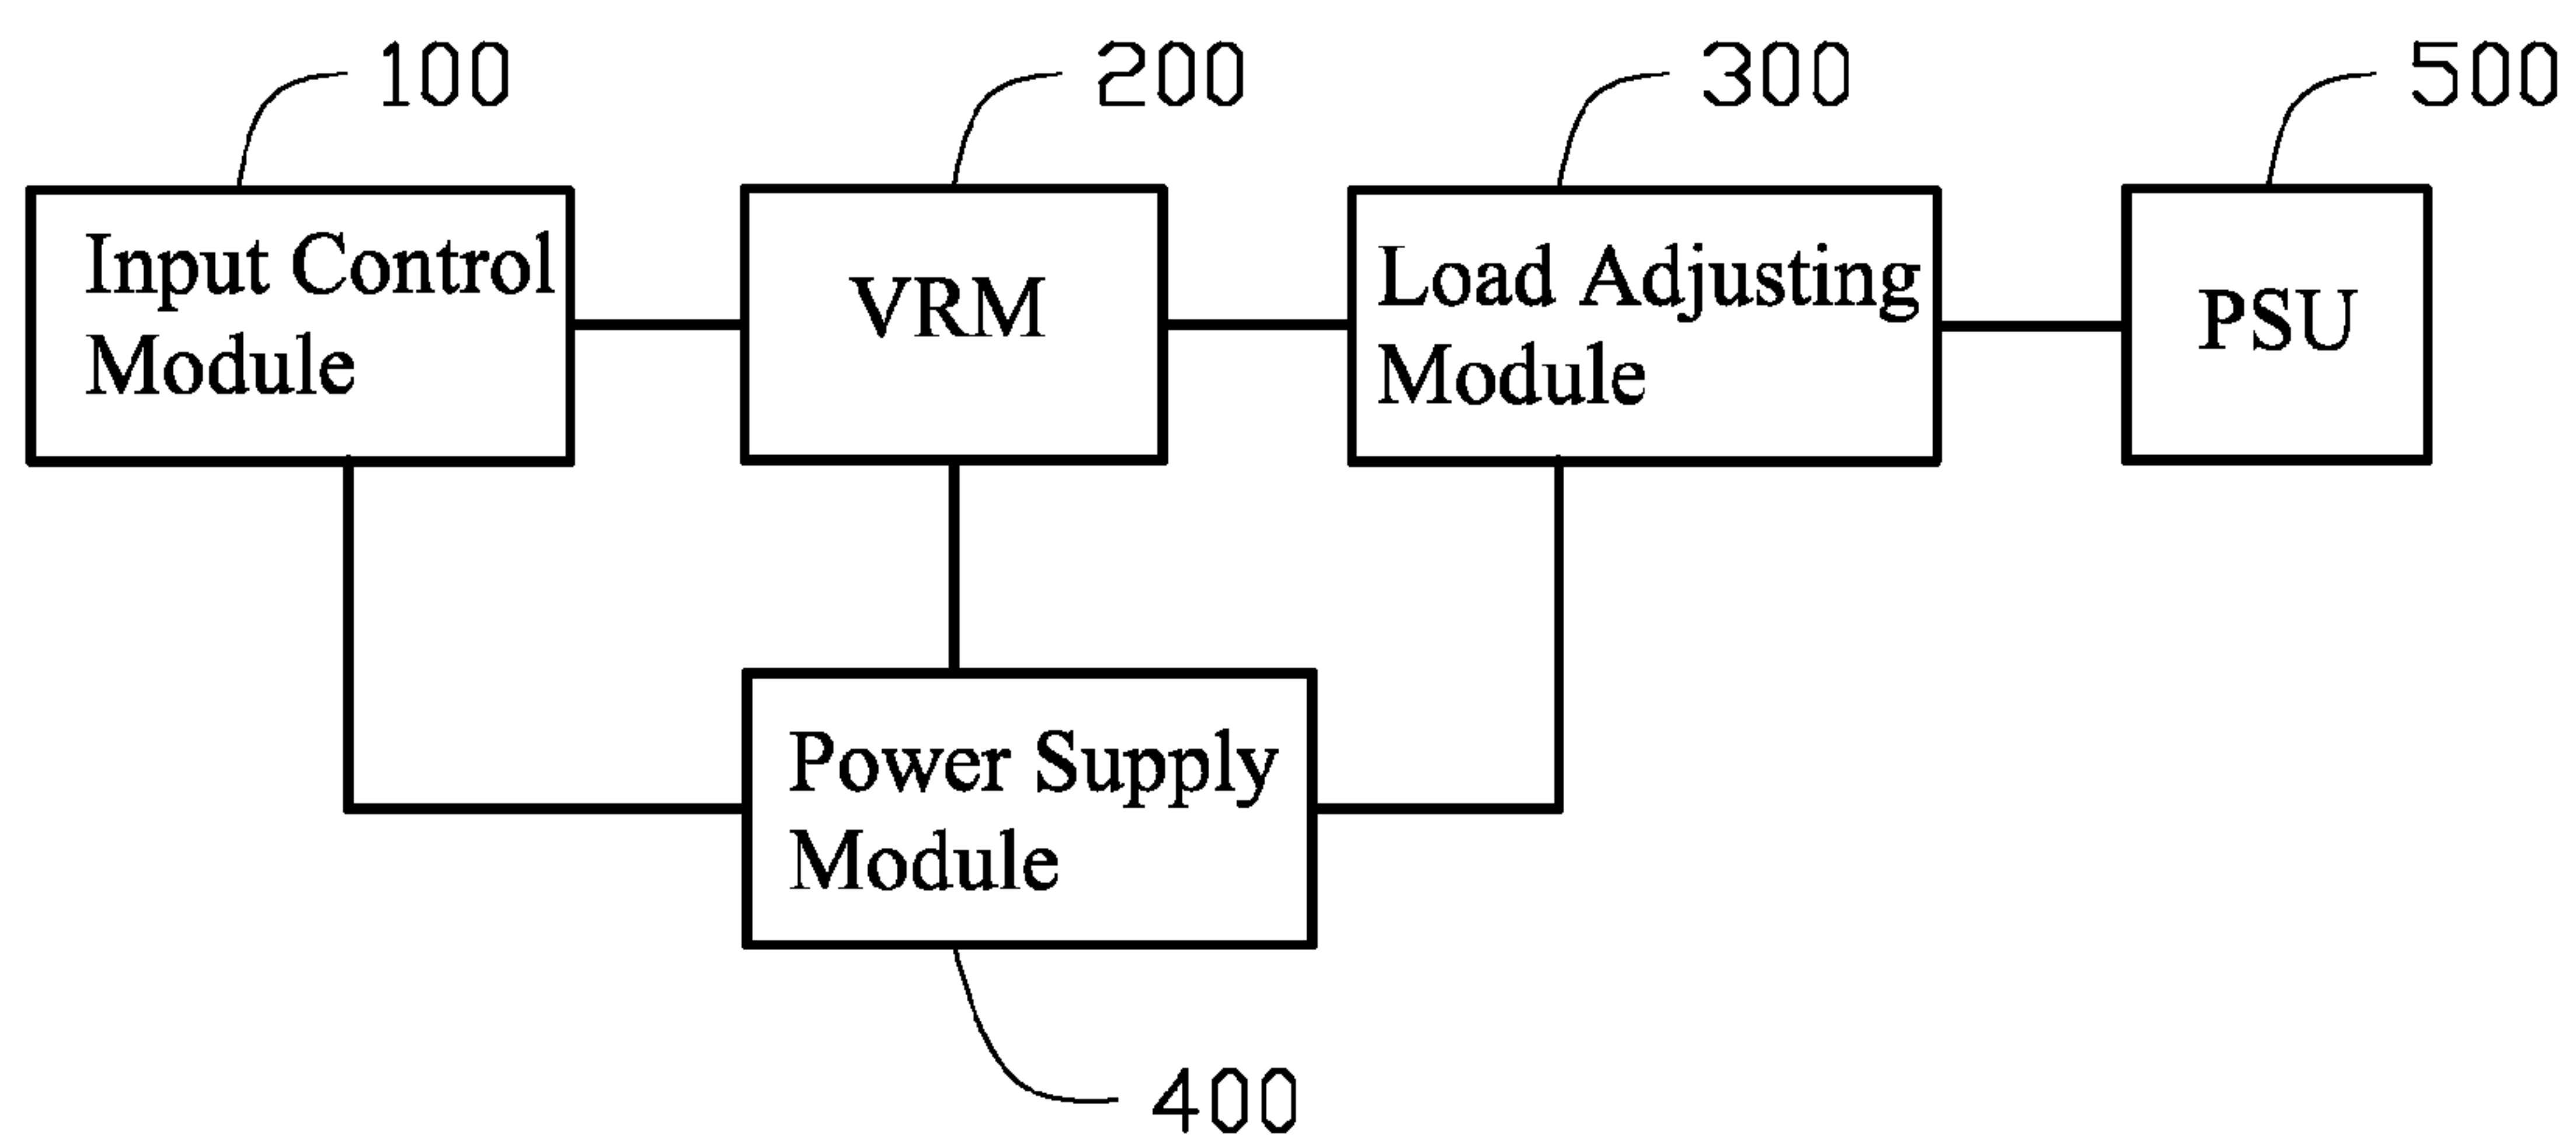 100
200
300
500
Input Control
Module
VRM
Load Adjusting
Module
PSU
Power Supply
Module
400